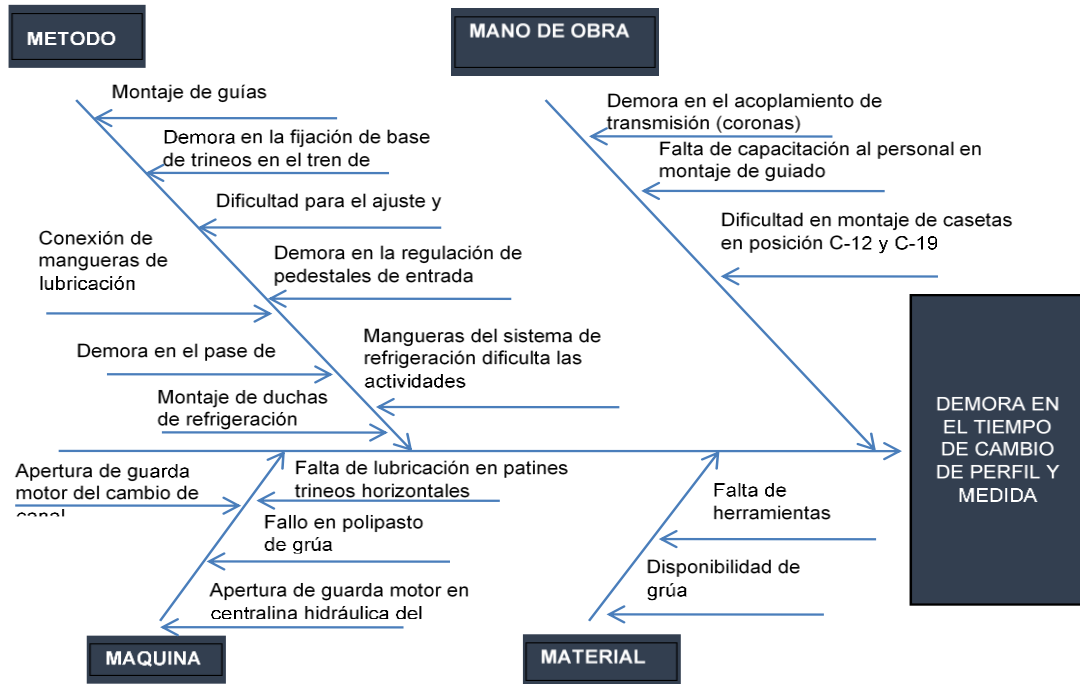 METODO
MANO DE OBRA
Montaje de guías
Demora en la fijación de base
de trineos en el tren de
Dificultad para el ajuste y
Conexión de
mangueras de
lubricación
Demora en la regulación de
pedestales de entrada
Demora en el pase de
Mangueras del sistema de
refrigeración dificulta las
actividades
Montaje de duchas
de refrigeración
Demora en el acoplamiento de
transmisión (coronas)
Falta de capacitación al personal en
montaje de guiado
Dificultad en montaje de casetas
en posición C-12 y C-19
DEMORA EN
EL TIEMPO
DE CAMBIO
DE PERFIL Y
MEDIDA
Apertura de guarda
motor del cambio de
canal
Falta de lubricación en patines
trineos horizontales
Fallo en polipasto
de grúa
Apertura de guarda motor en
centralina hidráulica del
Falta de
herramientas
Disponibilidad de
grúa
MAQUINA
MATERIAL